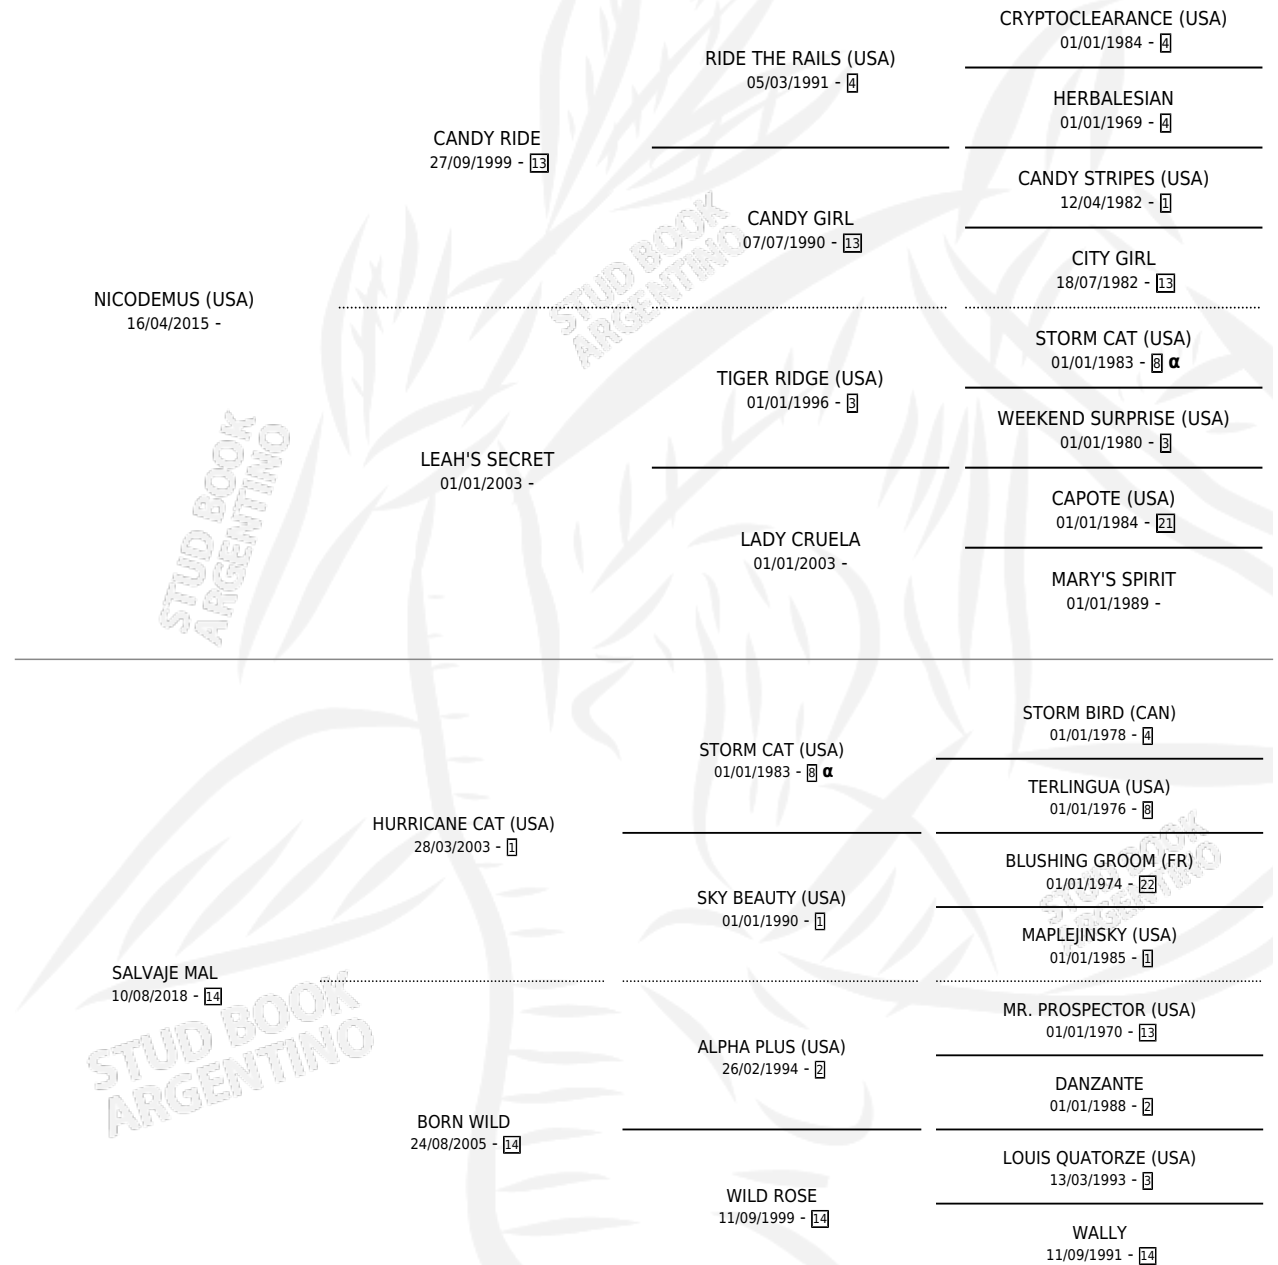 CRYPTOCLEARANCE (USA)
01/01/1984 - 4
RIDE THE RAILS (USA)
05/03/1991 - 4
HERBALESIAN
01/01/1969 - 4
CANDY RIDE
27/09/1999 - 13
CANDY STRIPES (USA)
12/04/1982 - 1
CANDY GIRL
07/07/1990 - 13
CITY GIRL
18/07/1982 - 13
NICODEMUS (USA)
16/04/2015 -
STORM CAT (USA)
01/01/1983 - 8 α
TIGER RIDGE (USA)
01/01/1996 - 3
WEEKEND SURPRISE (USA)
01/01/1980 - 3
LEAH'S SECRET
01/01/2003 -
CAPOTE (USA)
01/01/1984 - 21
LADY CRUELA
01/01/2003 -
MARY'S SPIRIT
01/01/1989 -
STORM BIRD (CAN)
01/01/1978 - 4
STORM CAT (USA)
01/01/1983 - 8 α
TERLINGUA (USA)
01/01/1976 - 8
HURRICANE CAT (USA)
28/03/2003 - 1
BLUSHING GROOM (FR)
01/01/1974 - 22
SKY BEAUTY (USA)
01/01/1990 - 1
MAPLEJINSKY (USA)
01/01/1985 - 1
SALVAJE MAL
10/08/2018 - 14
MR. PROSPECTOR (USA)
01/01/1970 - 13
ALPHA PLUS (USA)
26/02/1994 - 2
DANZANTE
01/01/1988 - 2
BORN WILD
24/08/2005 - 14
LOUIS QUATORZE (USA)
13/03/1993 - 3
WILD ROSE
11/09/1999 - 14
WALLY
11/09/1991 - 14
STUD BOOK
ARGENTINO
STUD BOOK
ARGENTINO
STUD BOOK
ARGENTINO
STUD BOOK
ARGENTINO